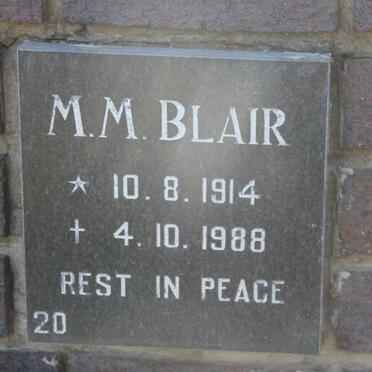 M. M. BLAIR
★ 10. 8. 1914
† 4. 10. 1988
REST IN PEACE
20